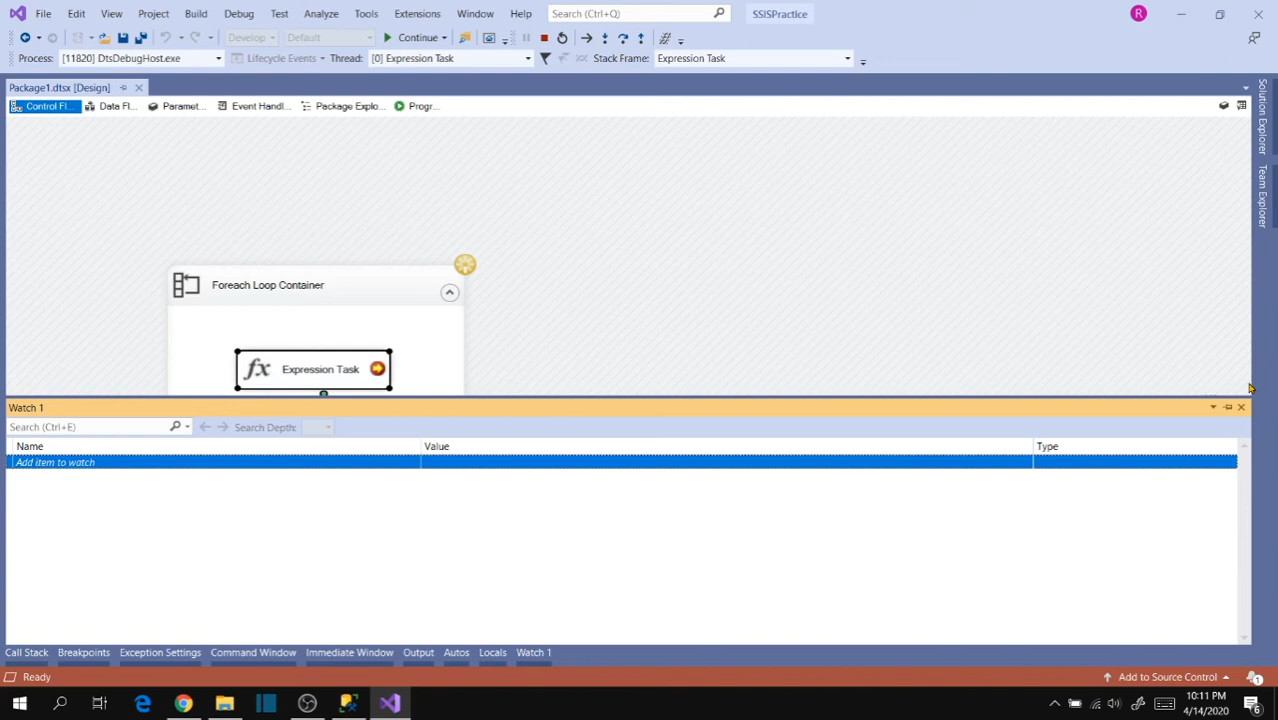 File Edit View Project Build Debug Test Analyze Tools Extensions Window Help Search (Ctrl+Q) SSISPractice R
Develop Default Continue
Process: [11820] DtsDebugHost.exe Lifecycle Events Thread: [0] Expression Task Stack Frame: Expression Task
Package1.dtsx [Design]
Control Fl... Data Fl... Paramet... Event Handl... Package Explo... Progr...
Solution Explorer
Team Explorer
Foreach Loop Container
fx Expression Task
Watch 1
Search (Ctrl+E) Search Depth:
Name Value Type
Add item to watch
Call Stack Breakpoints Exception Settings Command Window Immediate Window Output Autos Locals Watch 1
Ready Add to Source Control 1
10:11 PM
4/14/2020 6